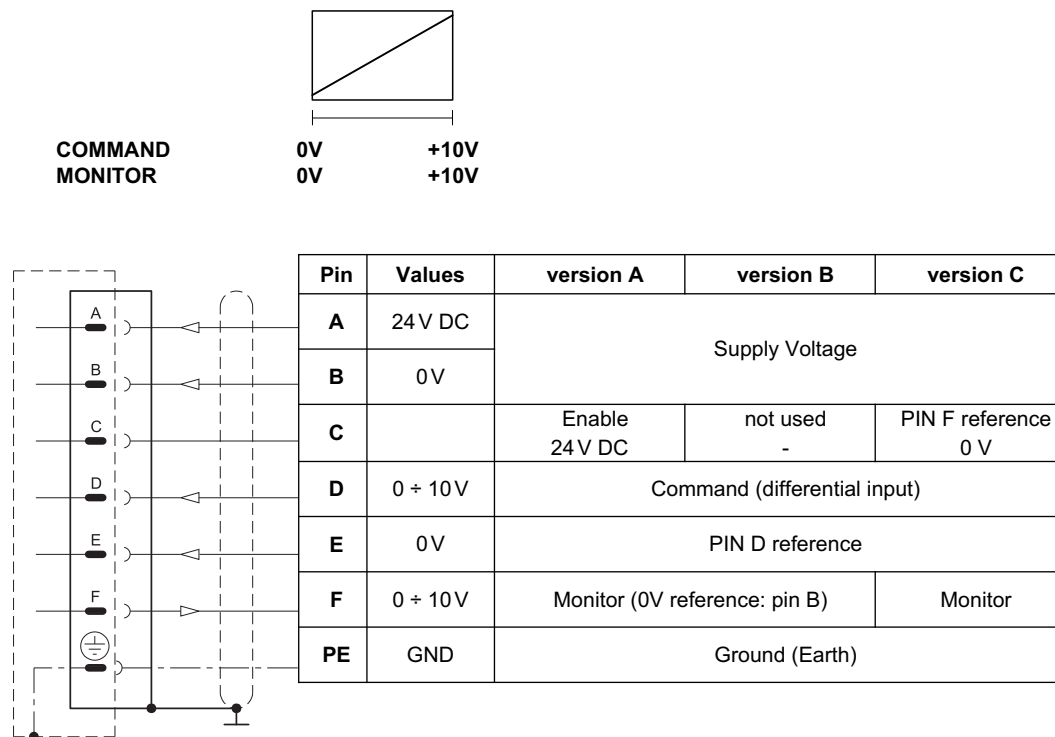 COMMAND 0V +10V
MONITOR 0V +10V
Pin Values version A version B version C
A A 24 V DC Supply Voltage
B B 0 V
C C Enable 24 V DC not used - PIN F reference 0 V
D D 0 ÷ 10 V Command (differential input)
E E 0 V PIN D reference
F F 0 ÷ 10 V Monitor (0V reference: pin B) Monitor
PE GND Ground (Earth)